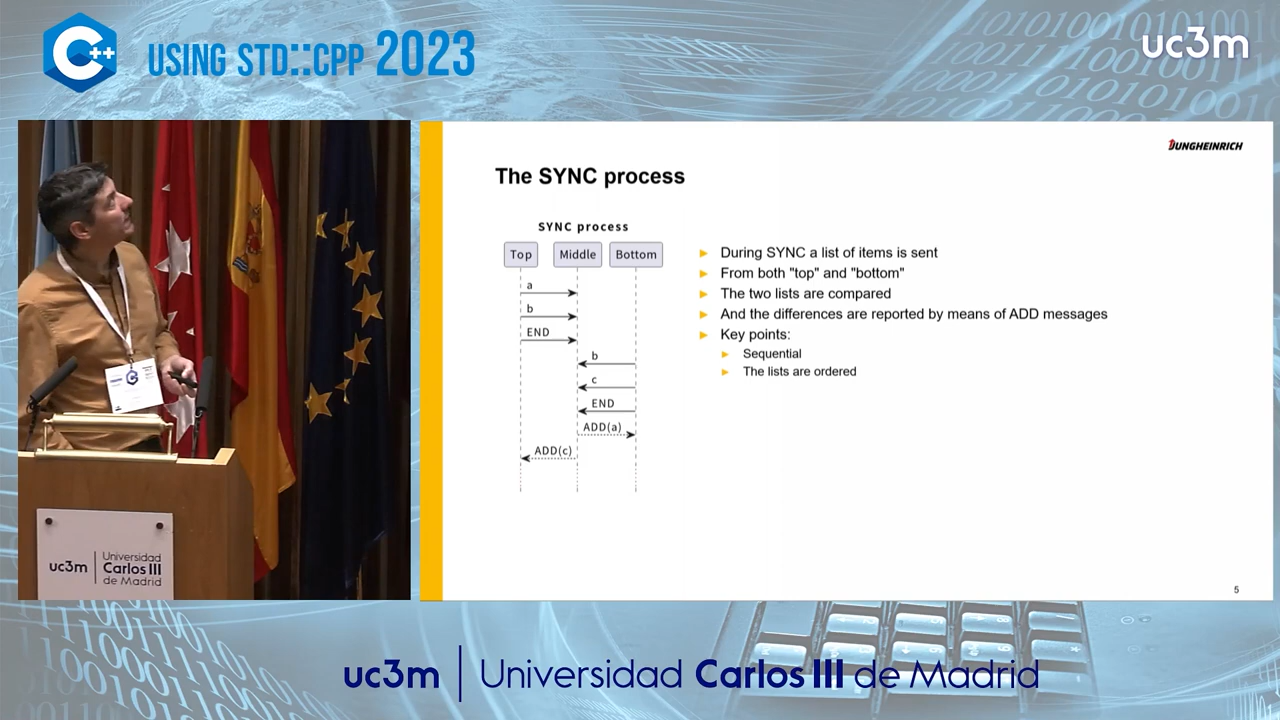 C++
USING STD::CPP 2023
uc3m
JUNGHEINRICH
The SYNC process
SYNC process
Top Middle Bottom
a
b
END
b
c
END
ADD(a)
ADD(c)
During SYNC a list of items is sent
From both "top" and "bottom"
The two lists are compared
And the differences are reported by means of ADD messages
Key points:
Sequential
The lists are ordered
5
uc3m
Universidad
Carlos III
de Madrid
uc3m Universidad Carlos III de Madrid